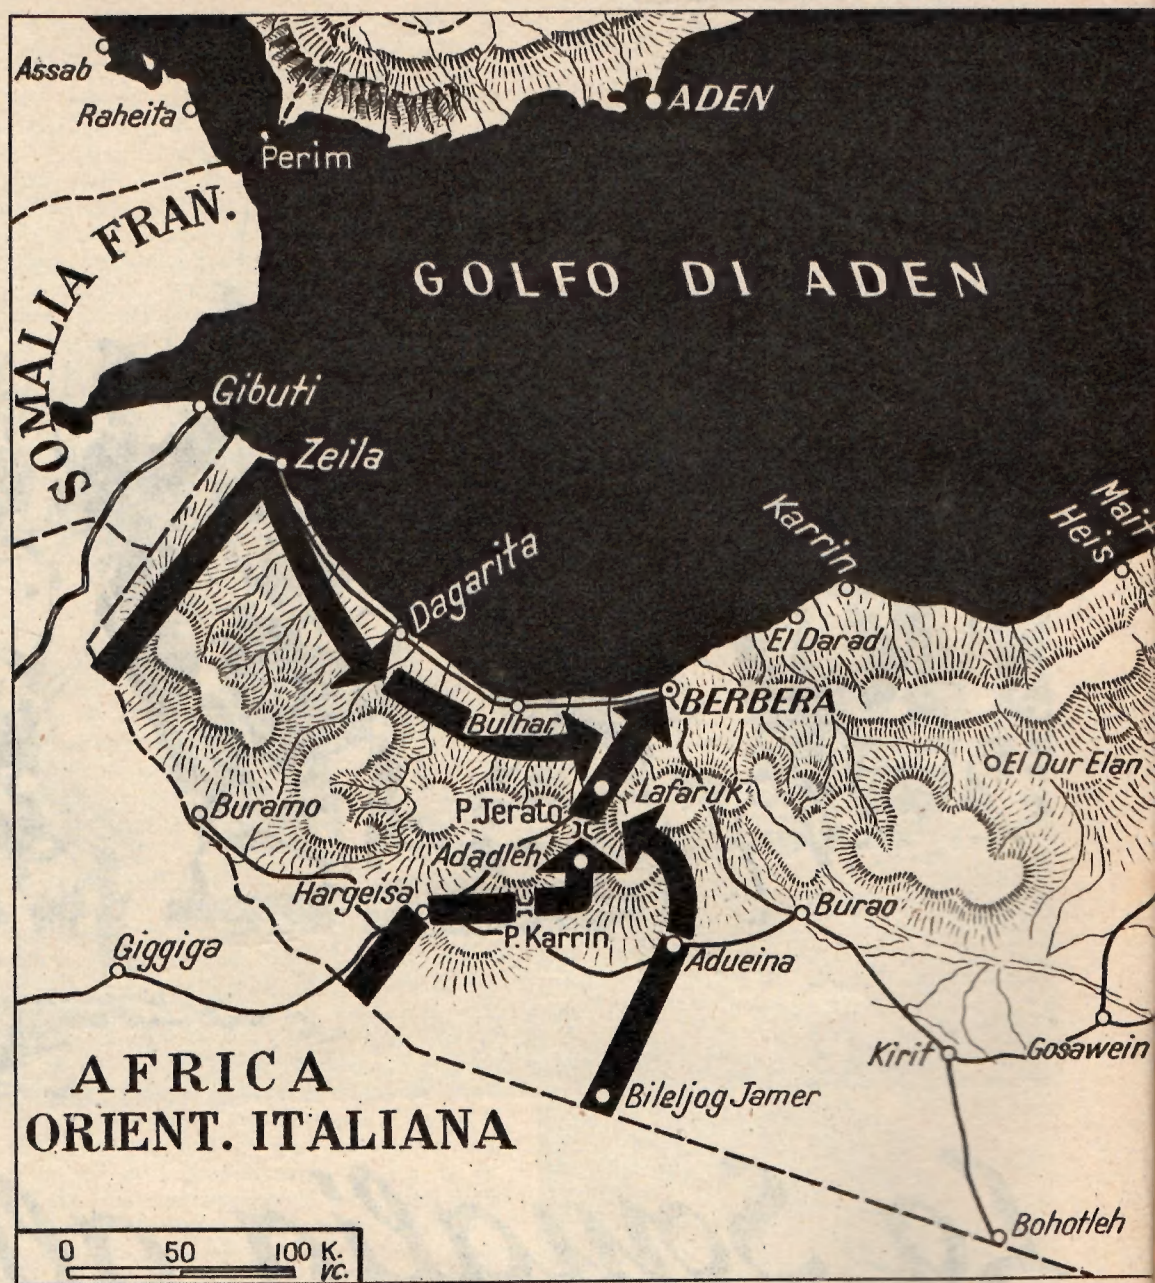 Assab
Raheita
Perim
ADEN
SOMALIA FRAN.
GOLFO DI ADEN
Gibuti
Zeila
Dagarita
Karrin
Mait
Heis
El Darad
Bulhar
BERBERA
El Dur Elan
Lafaruk
P. Jerato
Buramo
Adadleh
Hargeisa
P. Karrin
Burao
Giggiga
Adueina
Kirit
Gosawein
AFRICA
ORIENT. ITALIANA
Bileljog Jamer
Bohotleh
0 50 100 K.
VC.